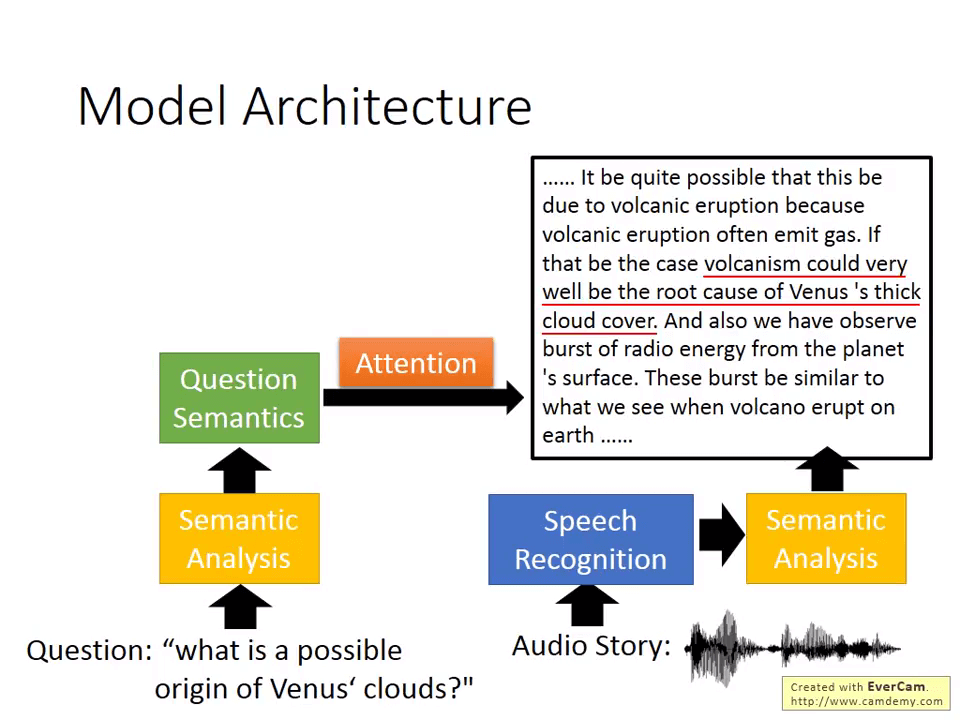 Model Architecture
...... It be quite possible that this be
due to volcanic eruption because
volcanic eruption often emit gas. If
that be the case volcanism could very
well be the root cause of Venus 's thick
cloud cover. And also we have observe
burst of radio energy from the planet
's surface. These burst be similar to
what we see when volcano erupt on
earth ......
Attention
Question
Semantics
Semantic
Analysis
Speech
Recognition
Semantic
Analysis
Question: “what is a possible
origin of Venus‘ clouds?"
Audio Story:
Created with EverCam.
http://www.camdemy.com